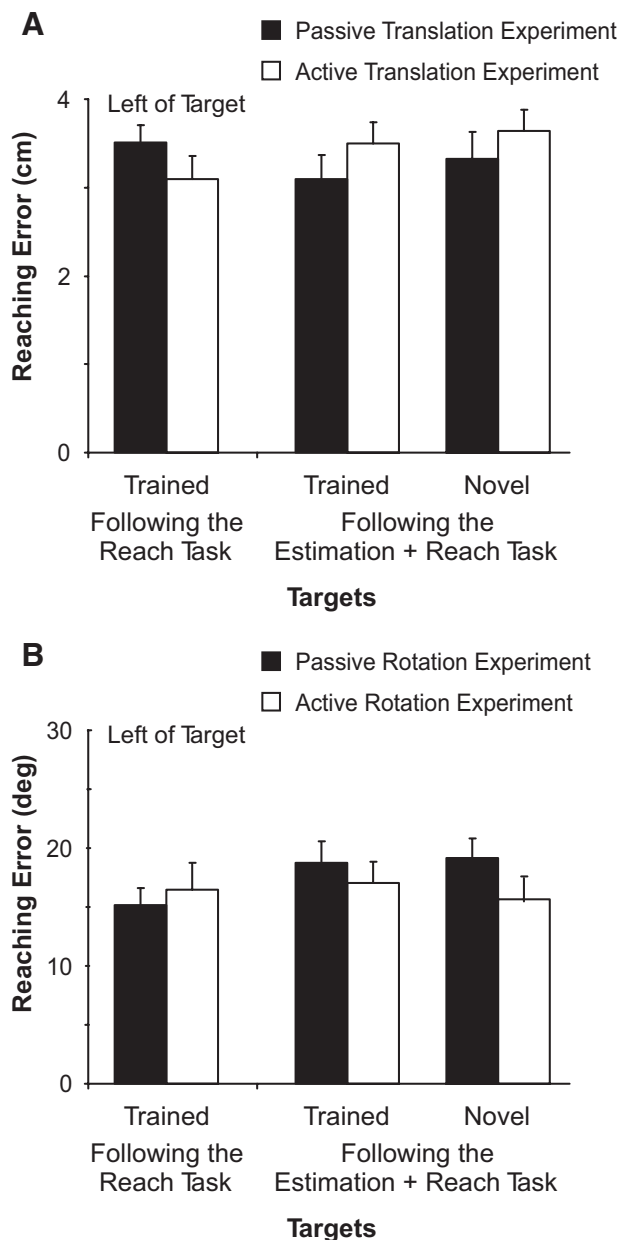 A
Passive Translation Experiment
Active Translation Experiment
Left of Target
Reaching Error (cm)
4
2
0
Trained
Trained
Novel
Following the
Reach Task
Following the
Estimation + Reach Task
Targets
B
Passive Rotation Experiment
Active Rotation Experiment
Left of Target
Reaching Error (deg)
30
20
10
0
Trained
Trained
Novel
Following the
Reach Task
Following the
Estimation + Reach Task
Targets